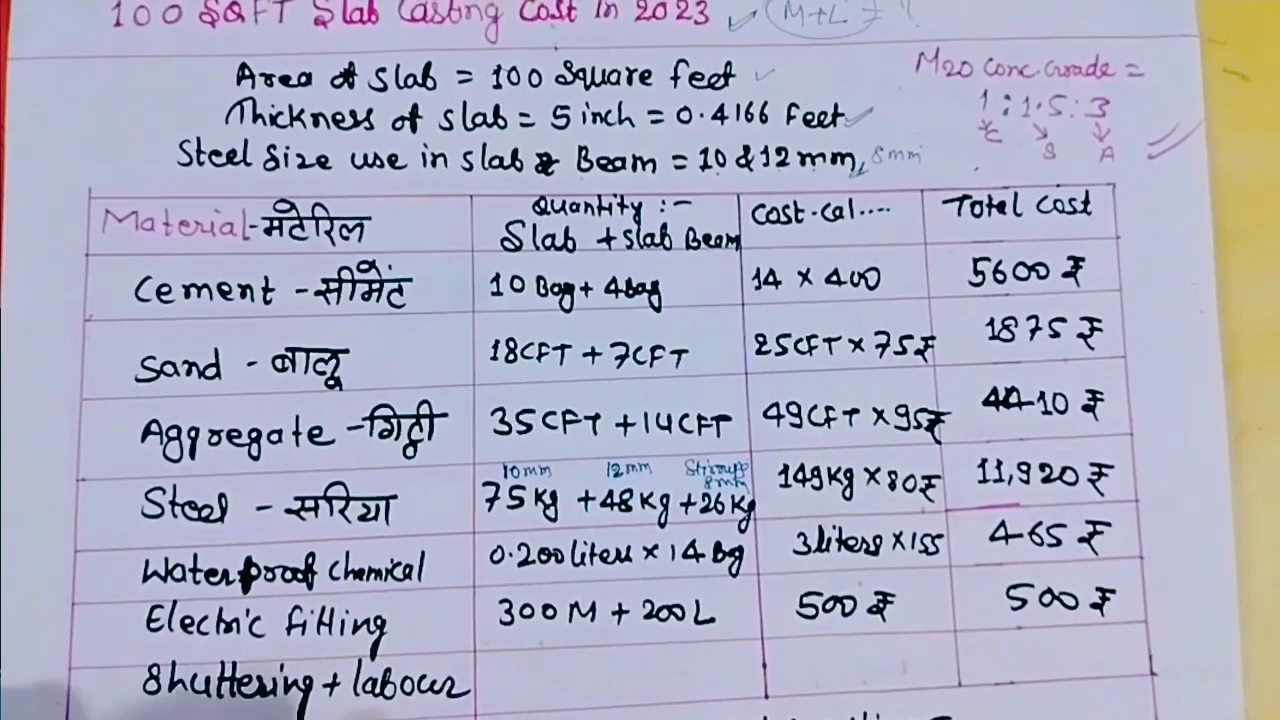 100 SQFT Slab Casting Cost in 2023 (M+L = ?
Area of Slab = 100 Square feet
Thickness of slab = 5 inch = 0.4166 Feet
Steel Size use in slab & Beam = 10 & 12 mm, 8mm
M20 Conc. Grade =
1 : 1.5 : 3
C S A
Material-मटेरिल Quantity :- Slab + Slab Beam Cost-Cal.... Total Cost
Cement - सीमेंट 10 Bag + 4 bag 14 × 400 5600 ₹
Sand - बालू 18CFT + 7CFT 25CFT × 75₹ 1875 ₹
Aggregate - गिट्टी 35CFT + 14CFT 49CFT × 95₹ 4410 ₹
10mm 12mm Stirrup 8mm
Steel - सरिया 75Kg + 48Kg + 26Kg 149Kg × 80₹ 11,920 ₹
Waterproof Chemical 0.200 liters × 14 Bg 3 liters × 155 465 ₹
Electric Fitting 300 M + 200 L 500 ₹ 500 ₹
Shuttering + labour